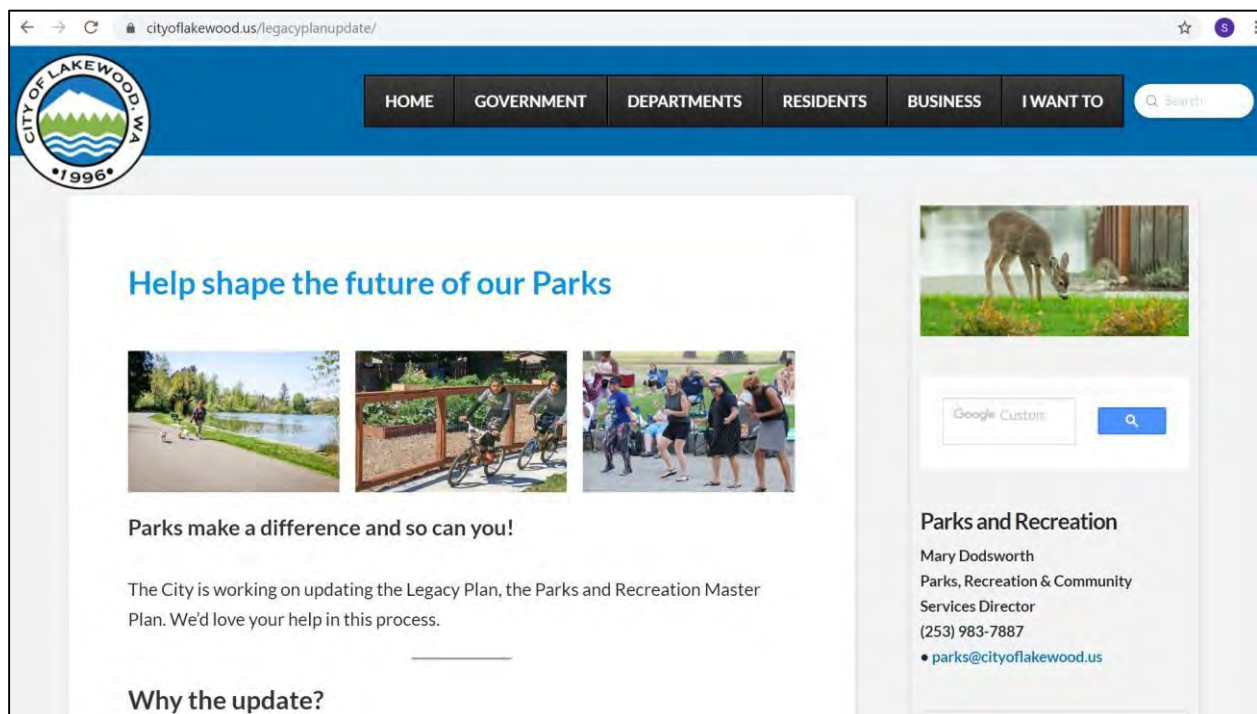 cityoflakewood.us/legacyplanupdate/
S
CITY OF LAKEWOOD, WA
•1996•
HOME GOVERNMENT DEPARTMENTS RESIDENTS BUSINESS I WANT TO Search
Help shape the future of our Parks
Parks make a difference and so can you!
The City is working on updating the Legacy Plan, the Parks and Recreation Master
Plan. We'd love your help in this process.
Why the update?
Google Custom
Parks and Recreation
Mary Dodsworth
Parks, Recreation & Community
Services Director
(253) 983-7887
• parks@cityoflakewood.us